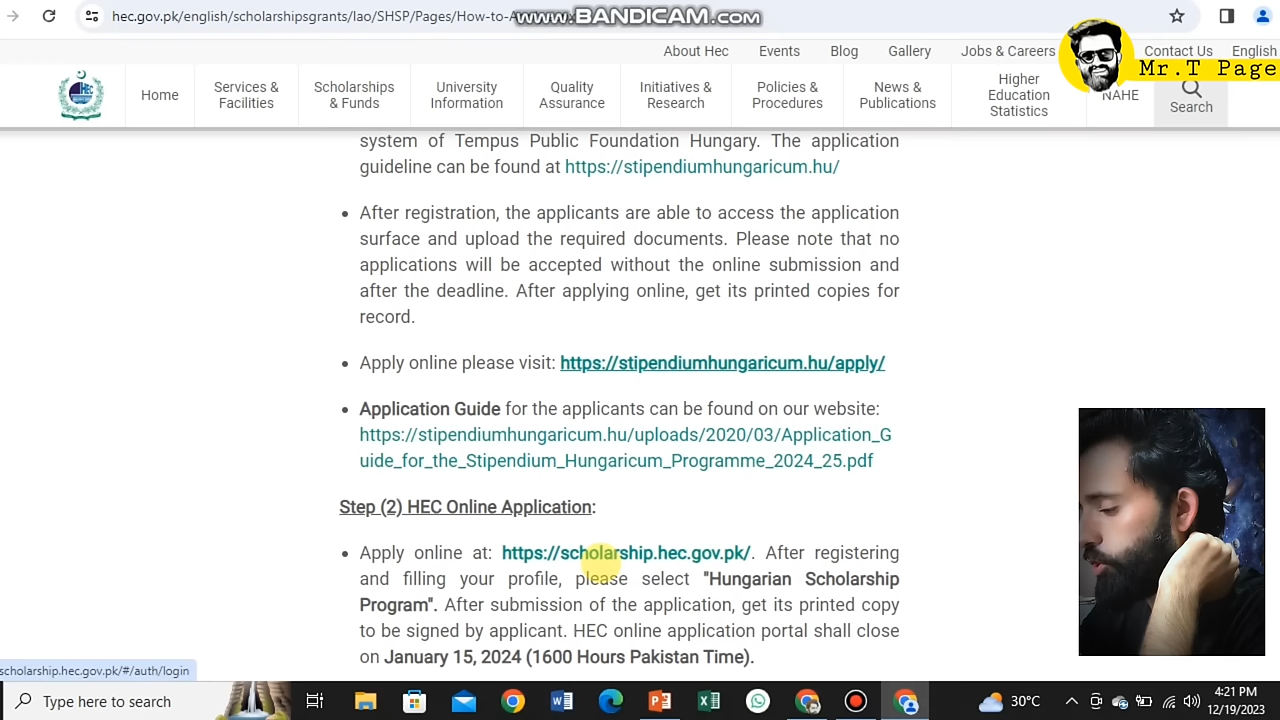 hec.gov.pk/english/scholarshipsgrants/lao/SHSP/Pages/How-to-A
www.BANDICAM.com
About Hec Events Blog Gallery Jobs & Careers Contact Us English
Mr.T Page
HEC
Home
Services & Facilities
Scholarships & Funds
University Information
Quality Assurance
Initiatives & Research
Policies & Procedures
News & Publications
Higher Education Statistics
NAHE
Search
system of Tempus Public Foundation Hungary. The application
guideline can be found at https://stipendiumhungaricum.hu/
• After registration, the applicants are able to access the application
surface and upload the required documents. Please note that no
applications will be accepted without the online submission and
after the deadline. After applying online, get its printed copies for
record.
• Apply online please visit: https://stipendiumhungaricum.hu/apply/
• Application Guide for the applicants can be found on our website:
https://stipendiumhungaricum.hu/uploads/2020/03/Application_G
uide_for_the_Stipendium_Hungaricum_Programme_2024_25.pdf
Step (2) HEC Online Application:
• Apply online at: https://scholarship.hec.gov.pk/. After registering
and filling your profile, please select "Hungarian Scholarship
Program". After submission of the application, get its printed copy
to be signed by applicant. HEC online application portal shall close
on January 15, 2024 (1600 Hours Pakistan Time).
scholarship.hec.gov.pk/#/auth/login
Type here to search
30°C
4:21 PM
12/19/2023